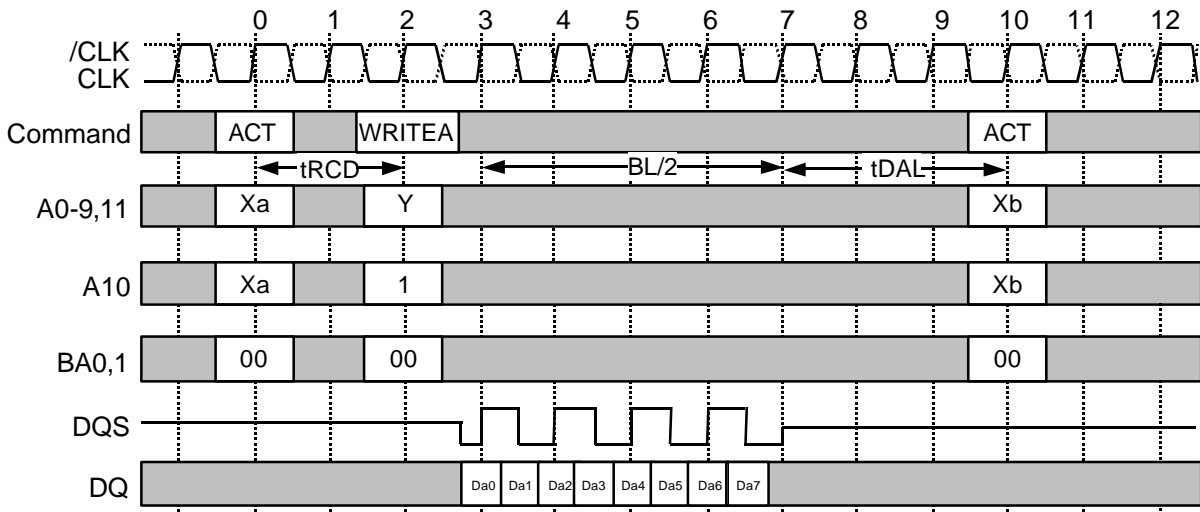 0 1 2 3 4 5 6 7 8 9 10 11 12
/CLK
CLK
Command ACT WRITEA ACT
tRCD BL/2 tDAL
A0-9,11 Xa Y Xb
A10 Xa 1 Xb
BA0,1 00 00 00
DQS
DQ Da0 Da1 Da2 Da3 Da4 Da5 Da6 Da7